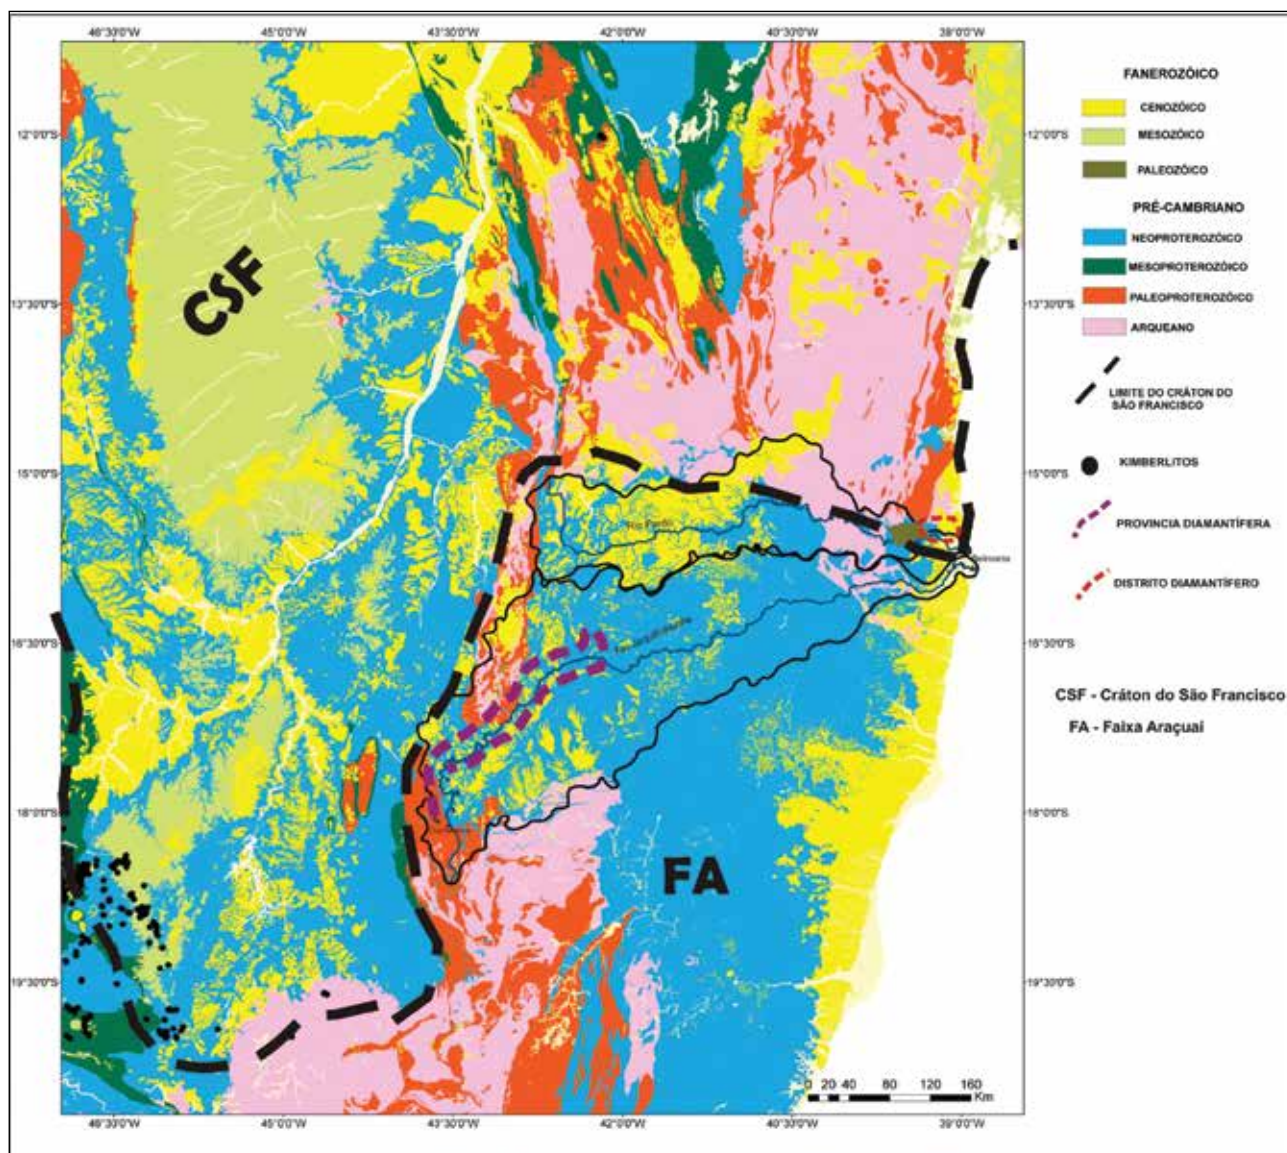 46°30'0"W 45°0'0"W 43°30'0"W 42°0'0"W 40°30'0"W 39°0'0"W
12°0'0"S 12°0'0"S
13°30'0"S 13°30'0"S
15°0'0"S 15°0'0"S
16°30'0"S 16°30'0"S
18°0'0"S 18°0'0"S
19°30'0"S 19°30'0"S
CSF
Rio Pardo
Rio Jequitinhonha
Belmonte
FA
0 20 40 80 120 160
Km
46°30'0"W 45°0'0"W 43°30'0"W 42°0'0"W 40°30'0"W 39°0'0"W
FANEROZÓICO
CENOZÓICO
MESOZÓICO
PALEOZÓICO
PRÉ-CAMBRIANO
NEOPROTEROZÓICO
MESOPROTEROZÓICO
PALEOPROTEROZÓICO
ARQUEANO
LIMITE DO CRÁTON DO
SÃO FRANCISCO
KIMBERLITOS
PROVINCIA DIAMANTÍFERA
DISTRITO DIAMANTÍFERO
CSF - Cráton do São Francisco
FA - Faixa Araçuaí